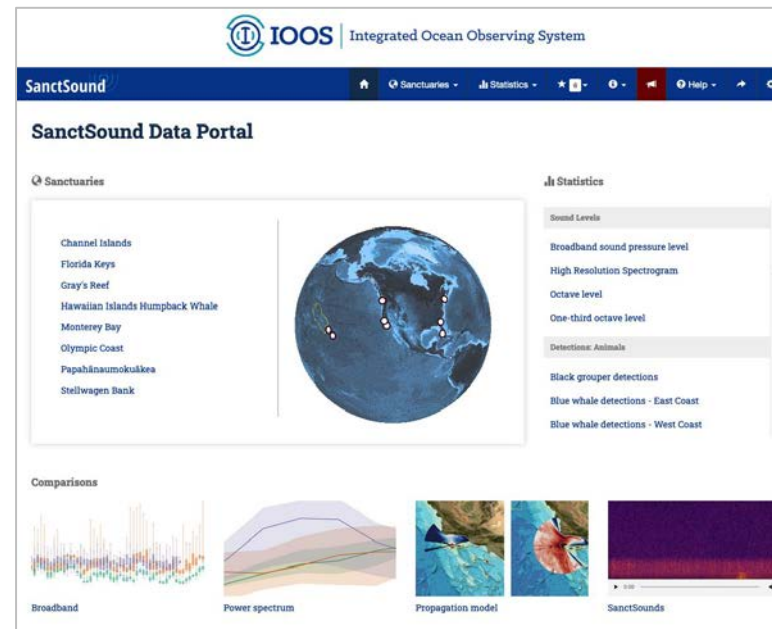 IOOS Integrated Ocean Observing System
SanctSound
Sanctuaries
Statistics
0
Help
SanctSound Data Portal
Sanctuaries
Channel Islands
Florida Keys
Gray's Reef
Hawaiian Islands Humpback Whale
Monterey Bay
Olympic Coast
Papahānaumokuākea
Stellwagen Bank
Statistics
Sound Levels
Broadband sound pressure level
High Resolution Spectrogram
Octave level
One-third octave level
Detections: Animals
Black grouper detections
Blue whale detections - East Coast
Blue whale detections - West Coast
Comparisons
0:00
Broadband
Power spectrum
Propagation model
SanctSounds